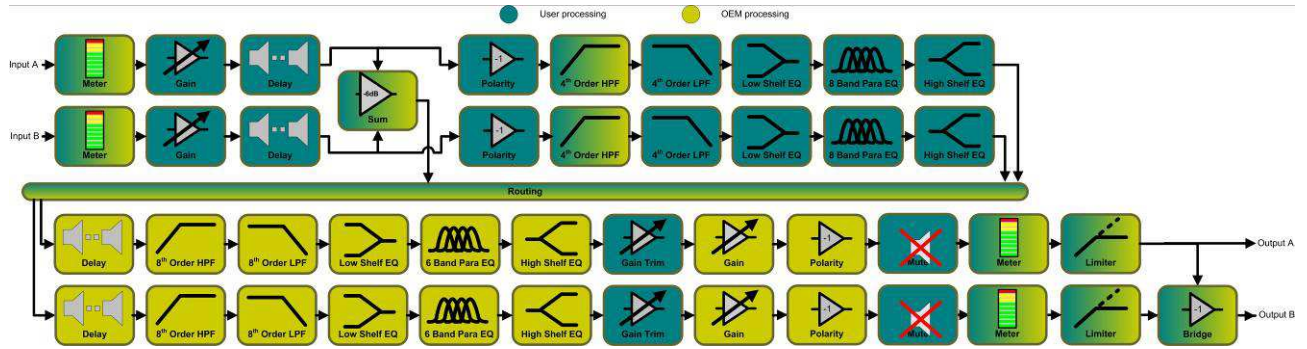 User processing
OEM processing
Input A
Meter
Gain
Delay
-6dB
Sum
-1
Polarity
4th Order HPF
4th Order LPF
Low Shelf EQ
8 Band Para EQ
High Shelf EQ
Input B
Meter
Gain
Delay
-1
Polarity
4th Order HPF
4th Order LPF
Low Shelf EQ
8 Band Para EQ
High Shelf EQ
Routing
Delay
8th Order HPF
8th Order LPF
Low Shelf EQ
6 Band Para EQ
High Shelf EQ
Gain Trim
Gain
-1
Polarity
Mute
Meter
Limiter
Output A
Delay
8th Order HPF
8th Order LPF
Low Shelf EQ
6 Band Para EQ
High Shelf EQ
Gain Trim
Gain
-1
Polarity
Mute
Meter
Limiter
-1
Bridge
Output B